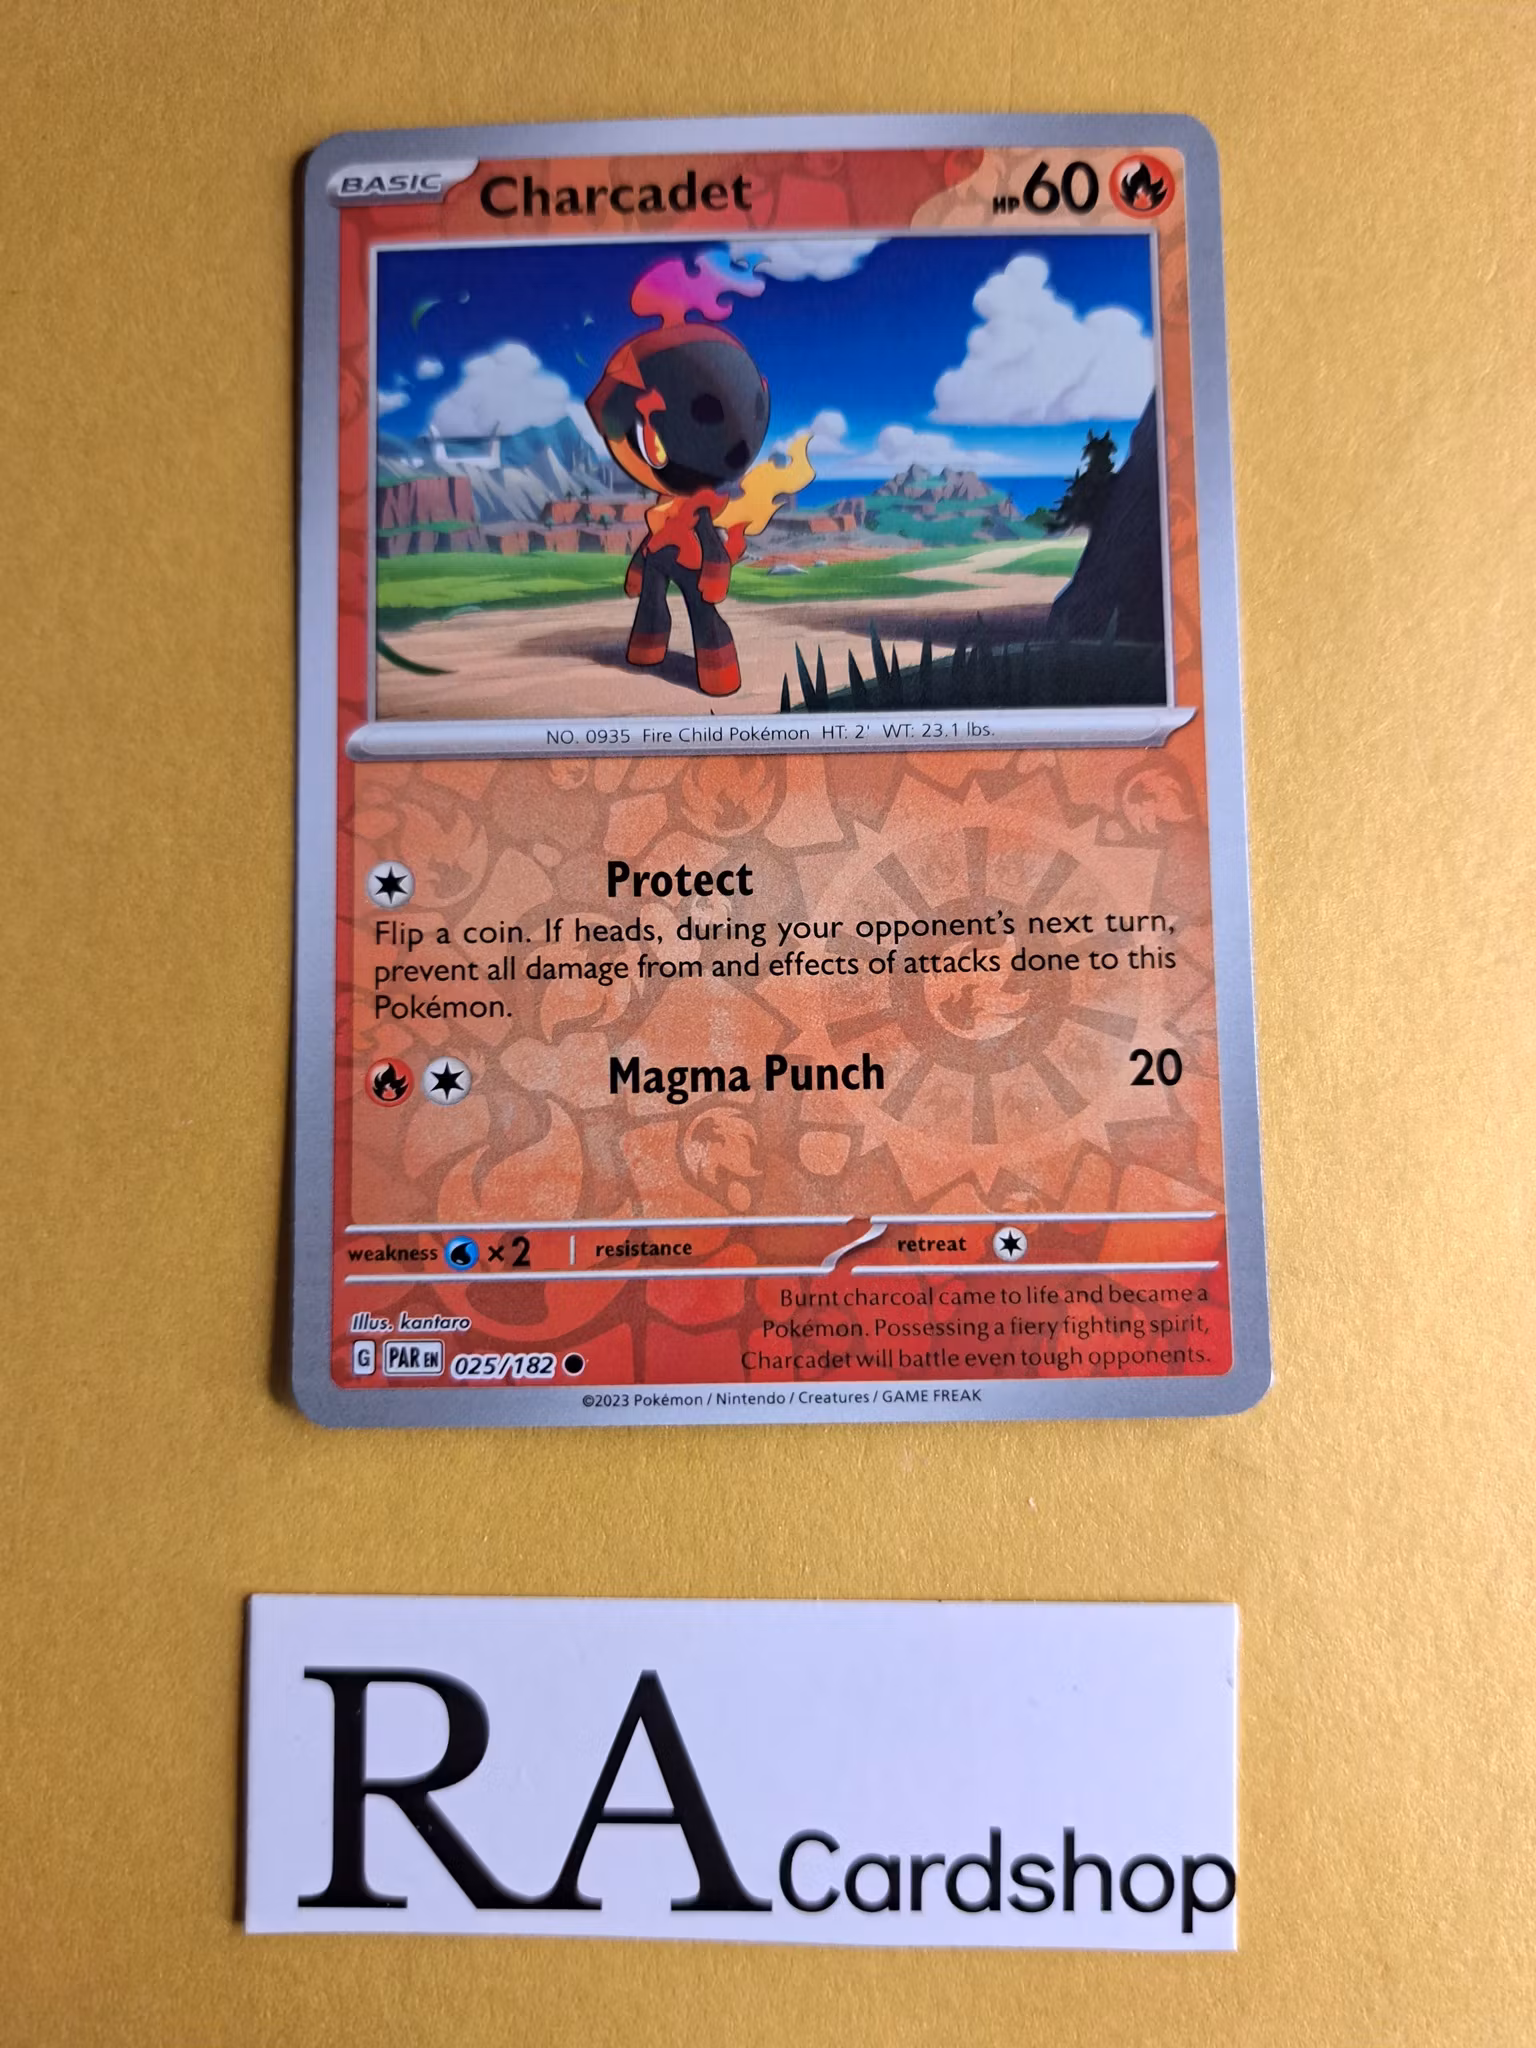 BASIC Charcadet HP60
NO. 0935 Fire Child Pokémon HT: 2' WT: 23.1 lbs.
Protect
Flip a coin. If heads, during your opponent's next turn,
prevent all damage from and effects of attacks done to this
Pokémon.
Magma Punch 20
weakness ×2 resistance retreat
Burnt charcoal came to life and became a
Pokémon. Possessing a fiery fighting spirit,
Charcadet will battle even tough opponents.
Illus. kantaro
G PAR EN 025/182
©2023 Pokémon / Nintendo / Creatures / GAME FREAK
RA Cardshop